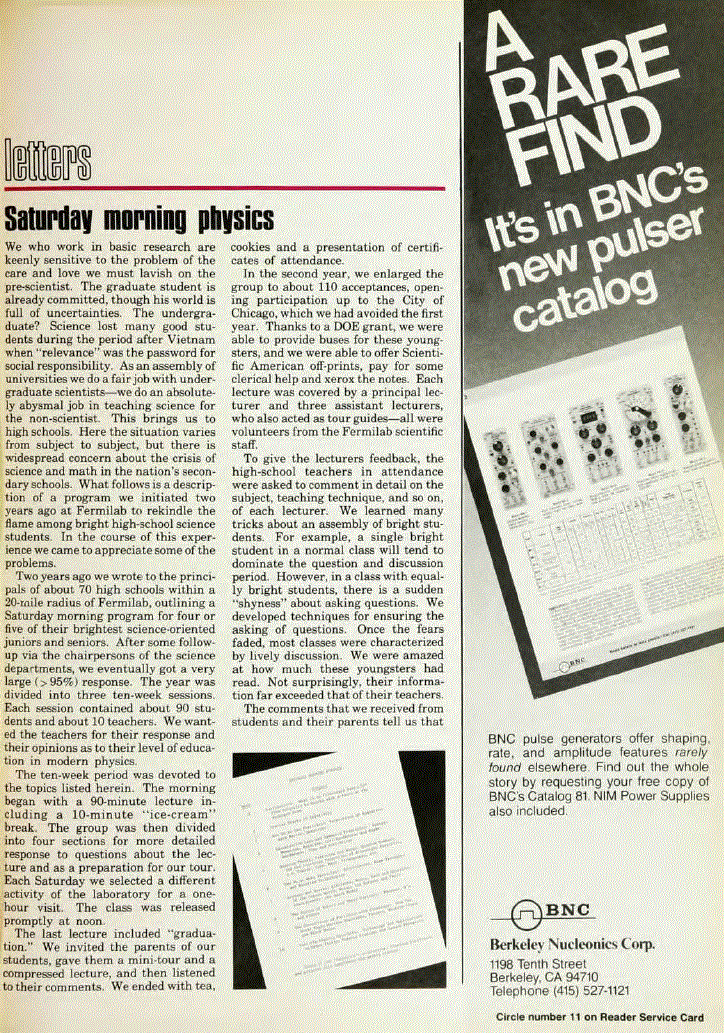 letters
Saturday morning physics
We who work in basic research are
keenly sensitive to the problem of the
care and love we must lavish on the
pre-scientist. The graduate student is
already committed, though his world is
full of uncertainties. The undergra-
duate? Science lost many good stu-
dents during the period after Vietnam
when "relevance" was the password for
social responsibility. As an assembly of
universities we do a fair job with under-
graduate scientists—we do an absolute-
ly abysmal job in teaching science for
the non-scientist. This brings us to
high schools. Here the situation varies
from subject to subject, but there is
widespread concern about the crisis of
science and math in the nation's secon-
dary schools. What follows is a descrip-
tion of a program we initiated two
years ago at Fermilab to rekindle the
flame among bright high-school science
students. In the course of this exper-
ience we came to appreciate some of the
problems.
Two years ago we wrote to the princi-
pals of about 70 high schools within a
20-mile radius of Fermilab, outlining a
Saturday morning program for four or
five of their brightest science-oriented
juniors and seniors. After some follow-
up via the chairpersons of the science
departments, we eventually got a very
large (>95%) response. The year was
divided into three ten-week sessions.
Each session contained about 90 stu-
dents and about 10 teachers. We want-
ed the teachers for their response and
their opinions as to their level of educa-
tion in modern physics.
The ten-week period was devoted to
the topics listed herein. The morning
began with a 90-minute lecture in-
cluding a 10-minute "ice-cream"
break. The group was then divided
into four sections for more detailed
response to questions about the lec-
ture and as a preparation for our tour.
Each Saturday we selected a different
activity of the laboratory for a one-
hour visit. The class was released
promptly at noon.
The last lecture included "gradua-
tion." We invited the parents of our
students, gave them a mini-tour and a
compressed lecture, and then listened
to their comments. We ended with tea,
cookies and a presentation of certifi-
cates of attendance.
In the second year, we enlarged the
group to about 110 acceptances, open-
ing participation up to the City of
Chicago, which we had avoided the first
year. Thanks to a DOE grant, we were
able to provide buses for these young-
sters, and we were able to offer Scienti-
fic American off-prints, pay for some
clerical help and xerox the notes. Each
lecture was covered by a principal lec-
turer and three assistant lecturers,
who also acted as tour guides—all were
volunteers from the Fermilab scientific
staff.
To give the lecturers feedback, the
high-school teachers in attendance
were asked to comment in detail on the
subject, teaching technique, and so on,
of each lecturer. We learned many
tricks about an assembly of bright stu-
dents. For example, a single bright
student in a normal class will tend to
dominate the question and discussion
period. However, in a class with equal-
ly bright students, there is a sudden
"shyness" about asking questions. We
developed techniques for ensuring the
asking of questions. Once the fears
faded, most classes were characterized
by lively discussion. We were amazed
at how much these youngsters had
read. Not surprisingly, their informa-
tion far exceeded that of their teachers.
The comments that we received from
students and their parents tell us that
A
RARE
FIND
It's in BNC's
new pulser
catalog
BNC
BNC pulse generators offer shaping,
rate, and amplitude features rarely
found elsewhere. Find out the whole
story by requesting your free copy of
BNC's Catalog 81. NIM Power Supplies
also included.
BNC
Berkeley Nucleonics Corp.
1198 Tenth Street
Berkeley, CA 94710
Telephone (415) 527-1121
Circle number 11 on Reader Service Card